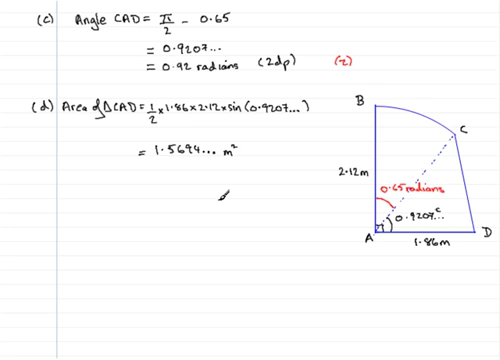 (c) Angle CAD = π/2 - 0.65
= 0.9207...
= 0.92 radians (2dp) (2)
(d) Area of ΔCAD = 1/2 × 1.86 × 2.12 × sin(0.9207...)
= 1.5694... m²
B
C
2.12m
0.65 radians
0.9207...ᶜ
A
D
1.86m